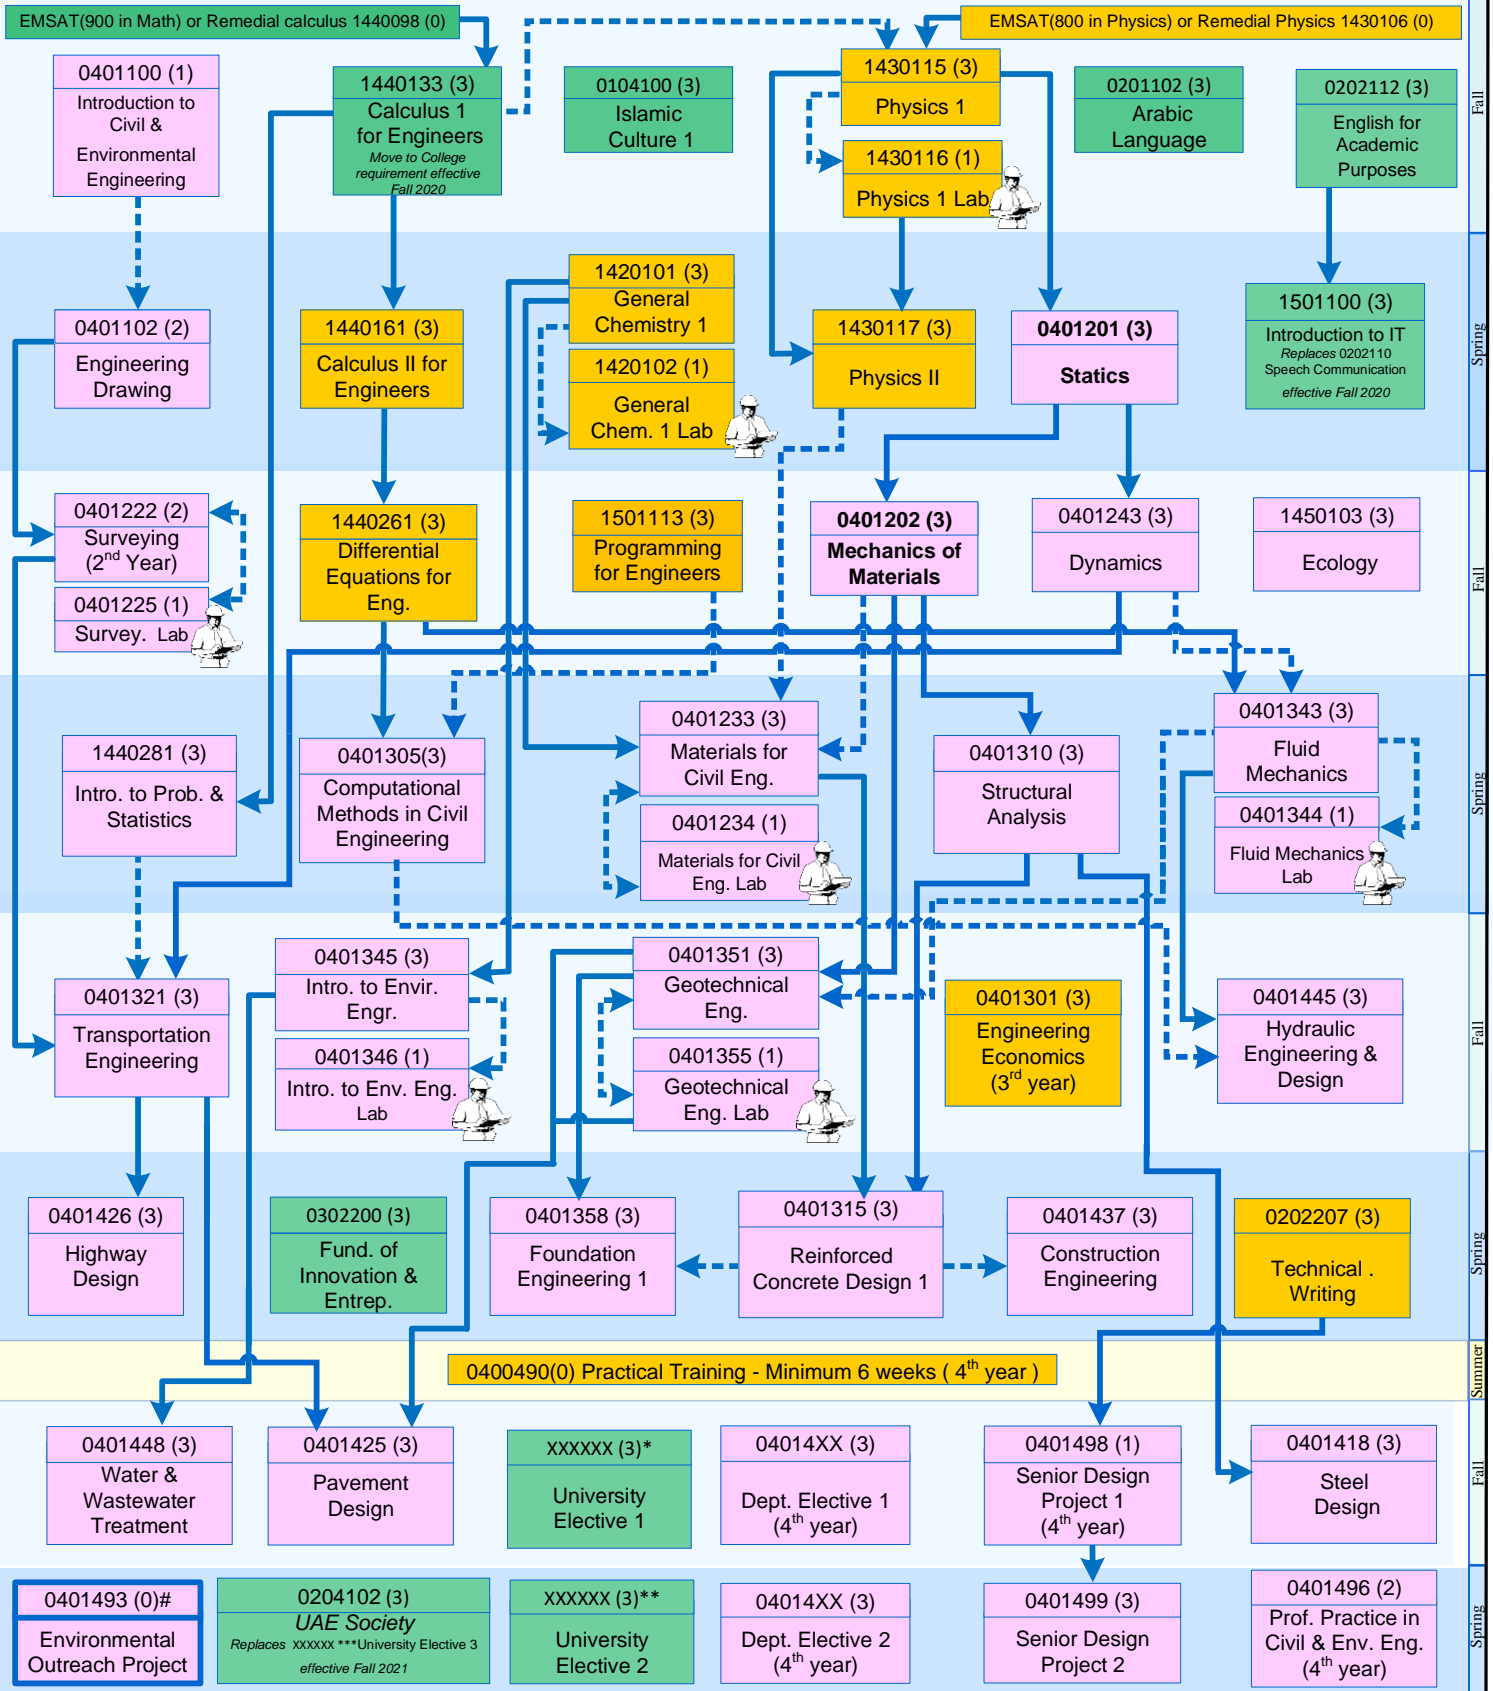 EMSAT(900 in Math) or Remedial calculus 1440098 (0)
EMSAT(800 in Physics) or Remedial Physics 1430106 (0)
0401100 (1)
Introduction to
Civil &
Environmental
Engineering
1440133 (3)
Calculus 1
for Engineers
Move to College
requirement effective
Fall 2020
0104100 (3)
Islamic
Culture 1
1430115 (3)
Physics 1
1430116 (1)
Physics 1 Lab
0201102 (3)
Arabic
Language
0202112 (3)
English for
Academic
Purposes
Fall
0401102 (2)
Engineering
Drawing
1440161 (3)
Calculus II for
Engineers
1420101 (3)
General
Chemistry 1
1420102 (1)
General
Chem. 1 Lab
1430117 (3)
Physics II
0401201 (3)
Statics
1501100 (3)
Introduction to IT
Replaces 0202110
Speech Communication
effective Fall 2020
Spring
0401222 (2)
Surveying
(2nd Year)
0401225 (1)
Survey. Lab
1440261 (3)
Differential
Equations for
Eng.
1501113 (3)
Programming
for Engineers
0401202 (3)
Mechanics of
Materials
0401243 (3)
Dynamics
1450103 (3)
Ecology
Fall
1440281 (3)
Intro. to Prob. &
Statistics
0401305(3)
Computational
Methods in Civil
Engineering
0401233 (3)
Materials for
Civil Eng.
0401234 (1)
Materials for Civil
Eng. Lab
0401310 (3)
Structural
Analysis
0401343 (3)
Fluid
Mechanics
0401344 (1)
Fluid Mechanics
Lab
Spring
0401321 (3)
Transportation
Engineering
0401345 (3)
Intro. to Envir.
Engr.
0401346 (1)
Intro. to Env. Eng.
Lab
0401351 (3)
Geotechnical
Eng.
0401355 (1)
Geotechnical
Eng. Lab
0401301 (3)
Engineering
Economics
(3rd year)
0401445 (3)
Hydraulic
Engineering &
Design
Fall
0401426 (3)
Highway
Design
0302200 (3)
Fund. of
Innovation &
Entrep.
0401358 (3)
Foundation
Engineering 1
0401315 (3)
Reinforced
Concrete Design 1
0401437 (3)
Construction
Engineering
0202207 (3)
Technical .
Writing
Spring
0400490(0) Practical Training - Minimum 6 weeks ( 4th year )
Summer
0401448 (3)
Water &
Wastewater
Treatment
0401425 (3)
Pavement
Design
XXXXXX (3)*
University
Elective 1
04014XX (3)
Dept. Elective 1
(4th year)
0401498 (1)
Senior Design
Project 1
(4th year)
0401418 (3)
Steel
Design
Fall
0401493 (0)#
Environmental
Outreach Project
0204102 (3)
UAE Society
Replaces XXXXXX ***University Elective 3
effective Fall 2021
XXXXXX (3)**
University
Elective 2
04014XX (3)
Dept. Elective 2
(4th year)
0401499 (3)
Senior Design
Project 2
0401496 (2)
Prof. Practice in
Civil & Env. Eng.
(4th year)
Spring